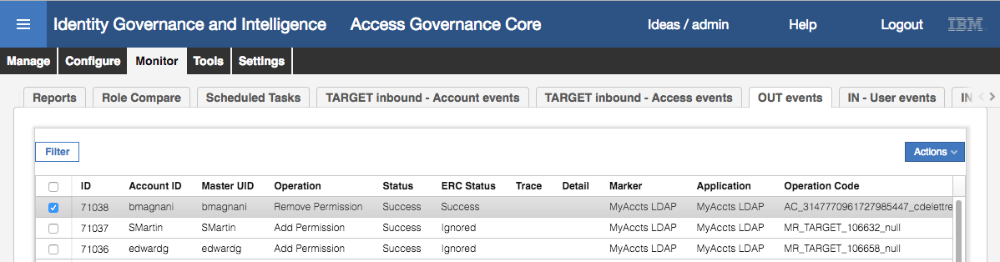 Identity Governance and Intelligence Access Governance Core Ideas / admin Help Logout IBM
Manage Configure Monitor Tools Settings
Reports Role Compare Scheduled Tasks TARGET inbound - Account events TARGET inbound - Access events OUT events IN - User events IN
Filter Actions
ID Account ID Master UID Operation Status ERC Status Trace Detail Marker Application Operation Code
71038 bmagnani bmagnani Remove Permission Success Success MyAccts LDAP MyAccts LDAP AC_3147770961727985447_cdelettre
71037 SMartin SMartin Add Permission Success Ignored MyAccts LDAP MyAccts LDAP MR_TARGET_106632_null
71036 edwardg edwardg Add Permission Success Ignored MyAccts LDAP MyAccts LDAP MR_TARGET_106658_null